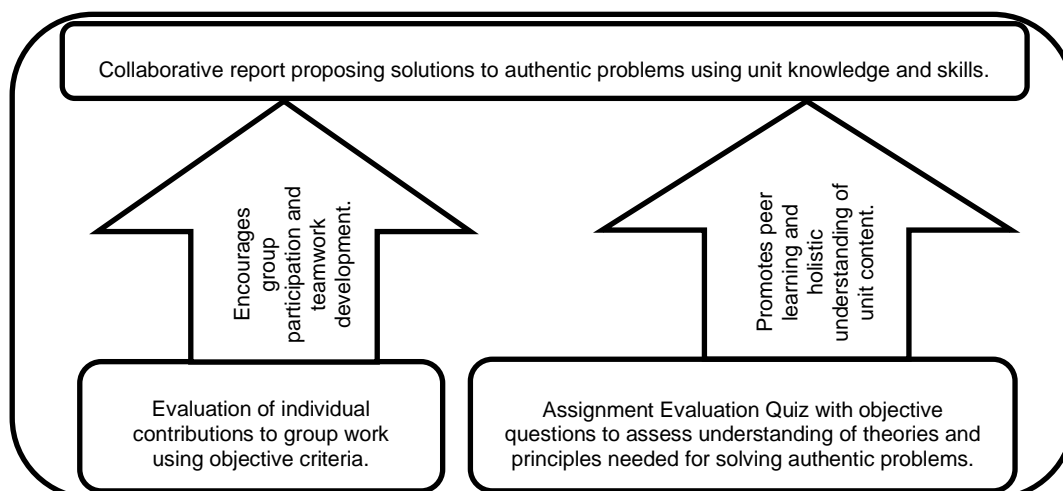 Collaborative report proposing solutions to authentic problems using unit knowledge and skills.
Encourages
group
participation and
teamwork
development.
Promotes peer
learning and
holistic
understanding of
unit content.
Evaluation of individual
contributions to group work
using objective criteria.
Assignment Evaluation Quiz with objective
questions to assess understanding of theories and
principles needed for solving authentic problems.